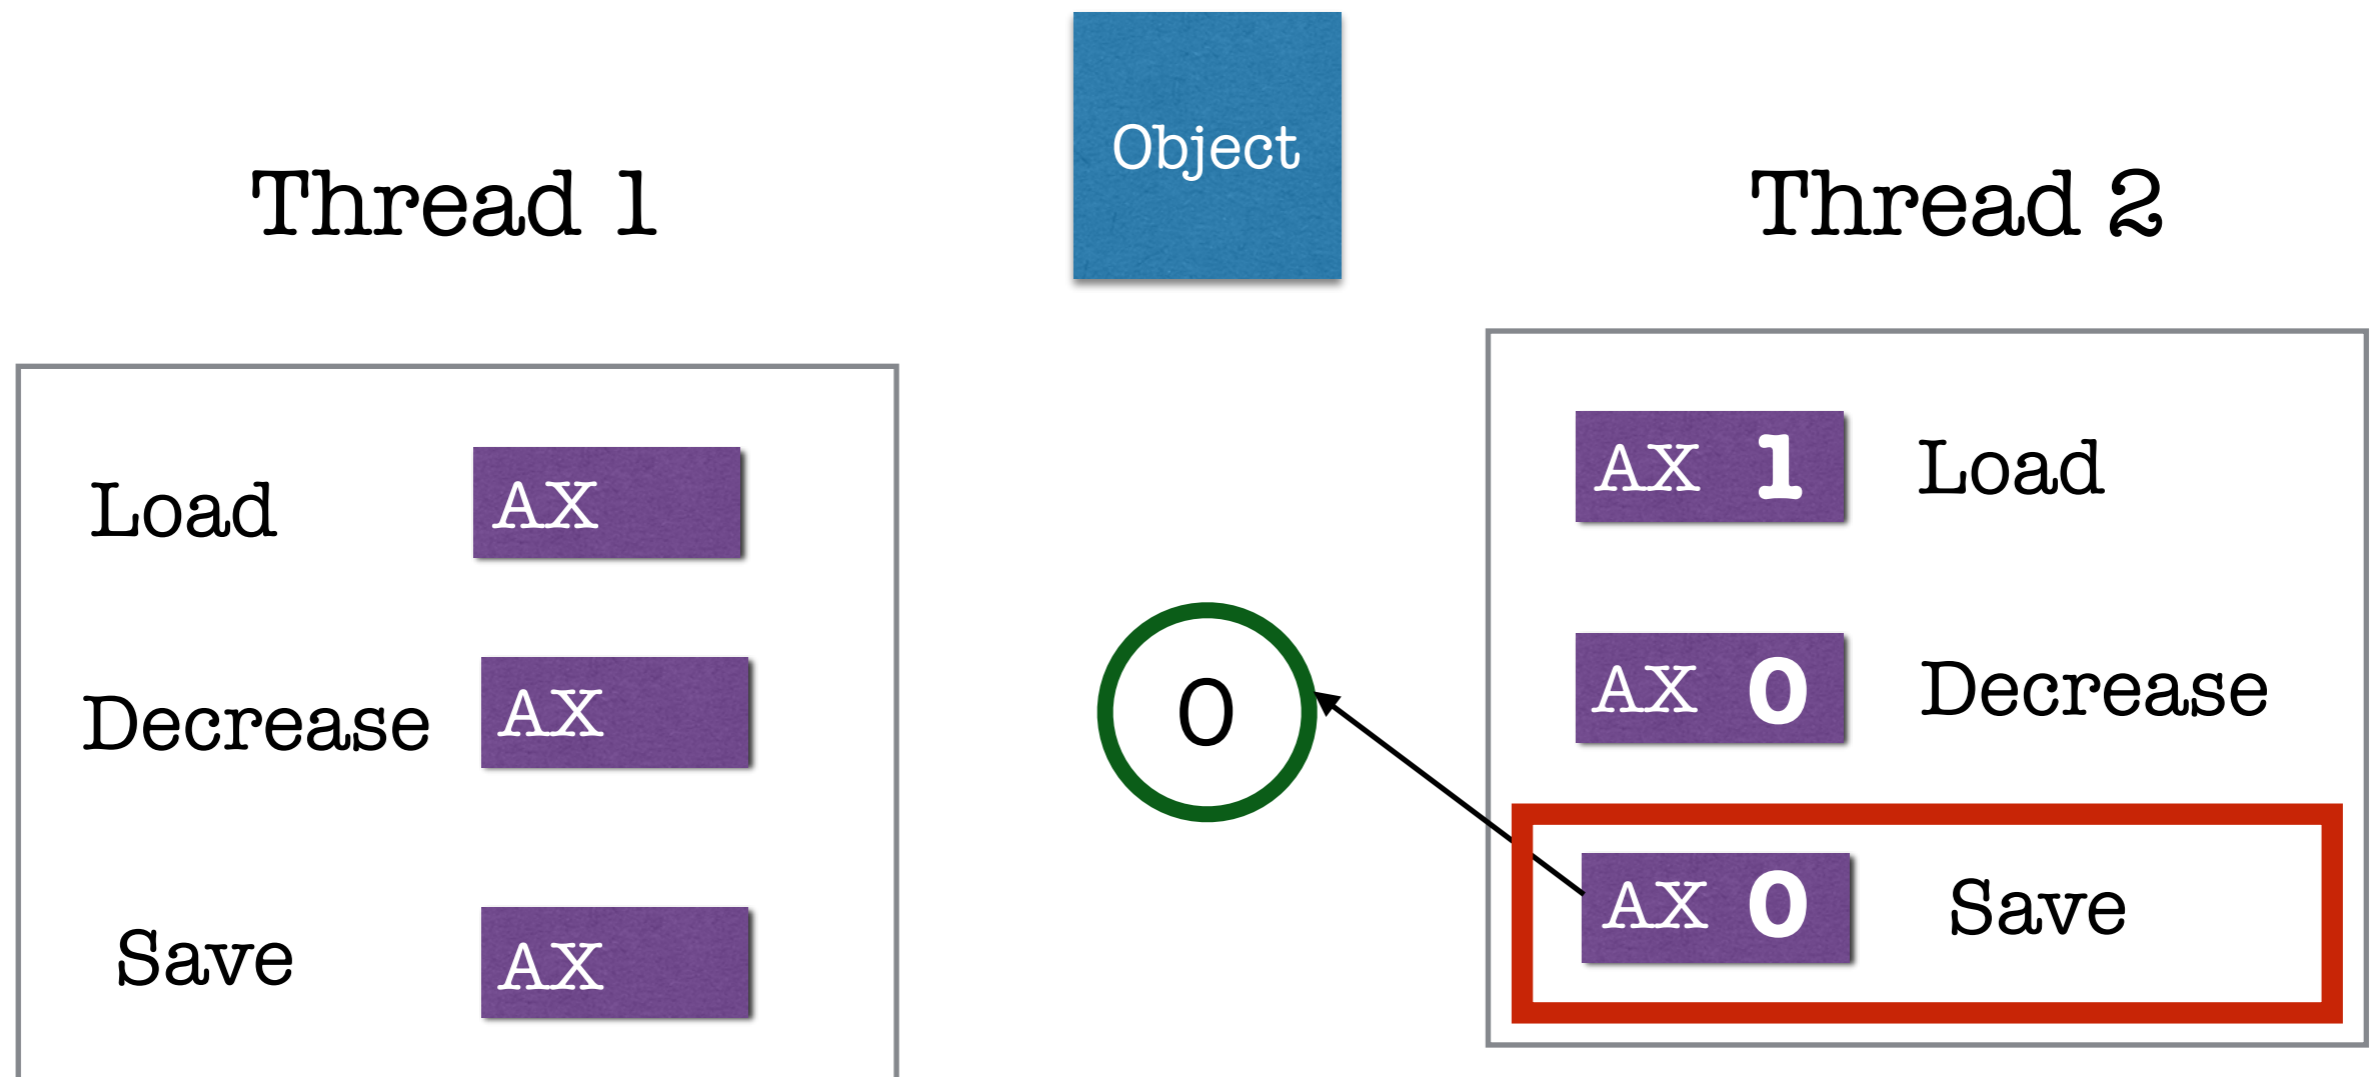 Object
Thread 1
Thread 2
Load AX
Decrease AX
Save AX
0
AX 1 Load
AX 0 Decrease
AX 0 Save